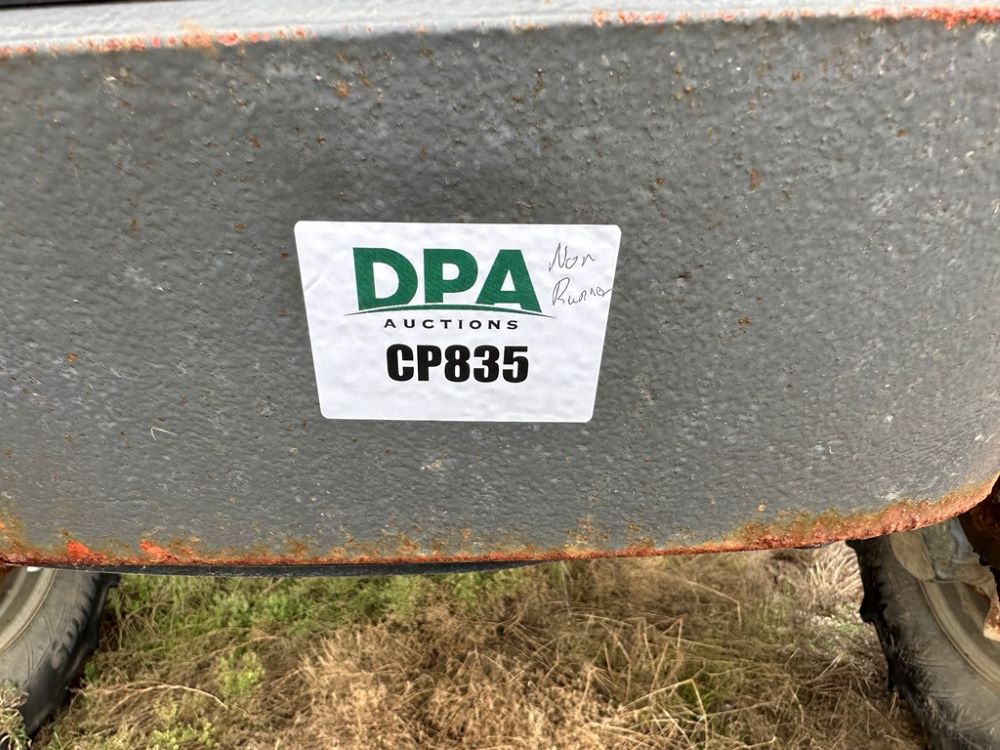 DPA
AUCTIONS
CP835
Non
Runner